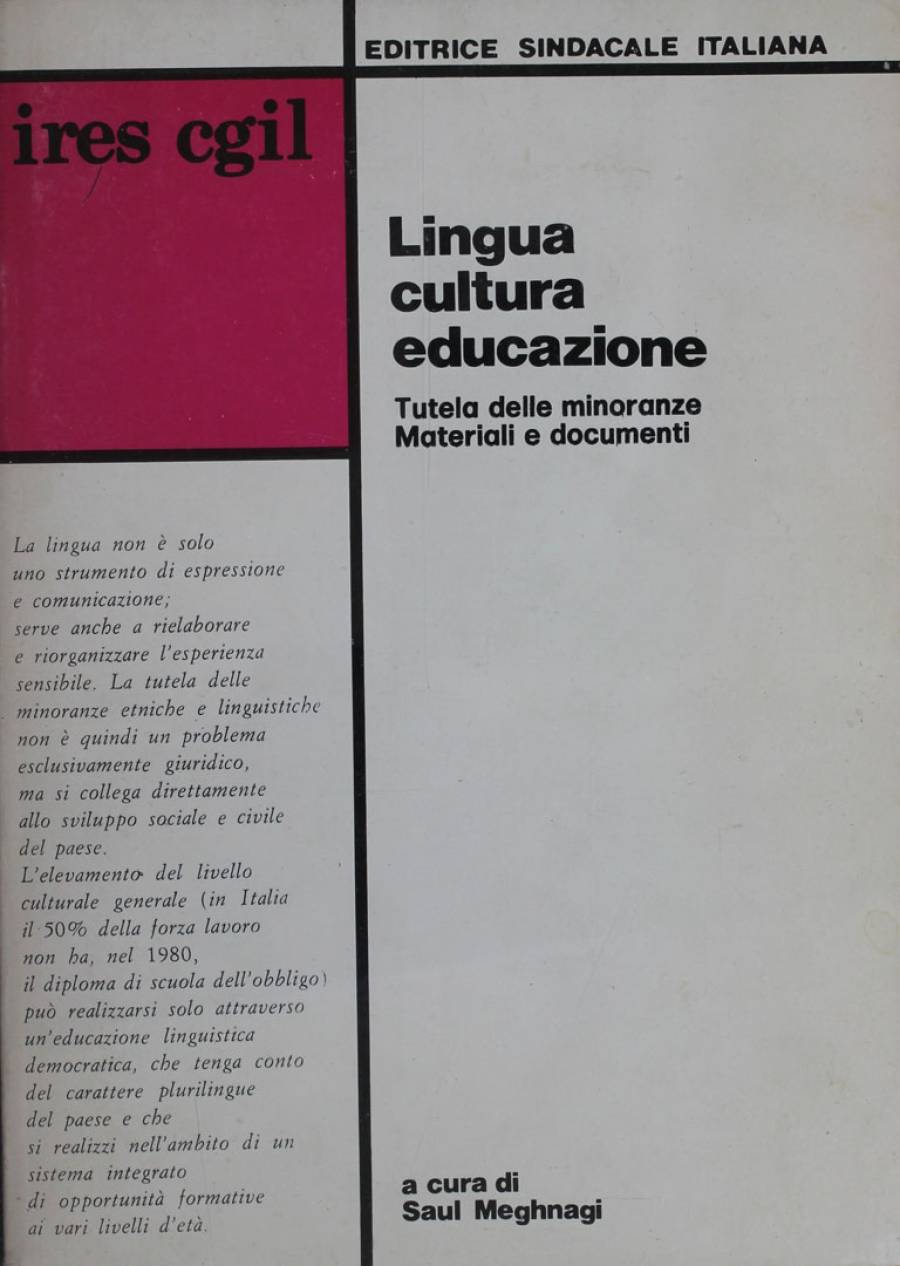 EDITRICE SINDACALE ITALIANA
ires cgil
Lingua
cultura
educazione
Tutela delle minoranze
Materiali e documenti
La lingua non è solo
uno strumento di espressione
e comunicazione;
serve anche a rielaborare
e riorganizzare l'esperienza
sensibile. La tutela delle
minoranze etniche e linguistiche
non è quindi un problema
esclusivamente giuridico,
ma si collega direttamente
allo sviluppo sociale e civile
del paese.
L'elevamento del livello
culturale generale (in Italia
il 50% della forza lavoro
non ha, nel 1980,
il diploma di scuola dell'obbligo)
può realizzarsi solo attraverso
un'educazione linguistica
democratica, che tenga conto
del carattere plurilingue
del paese e che
si realizzi nell'ambito di un
sistema integrato
di opportunità formative
ai vari livelli d'età.
a cura di
Saul Meghnagi